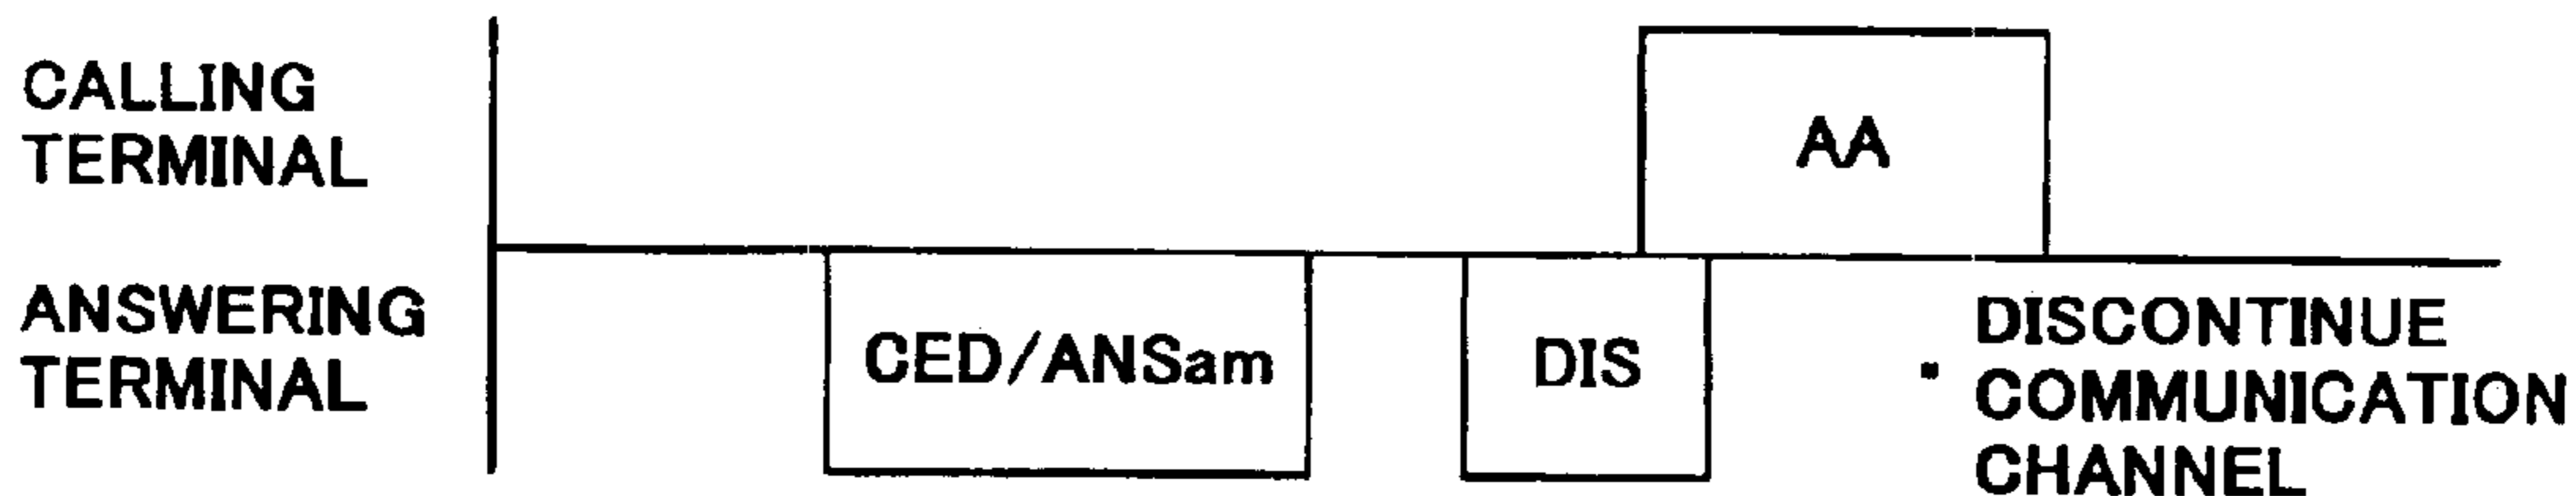 CALLING
TERMINAL
AA
ANSWERING
TERMINAL
CED/ANSam
DIS
· DISCONTINUE
COMMUNICATION
CHANNEL